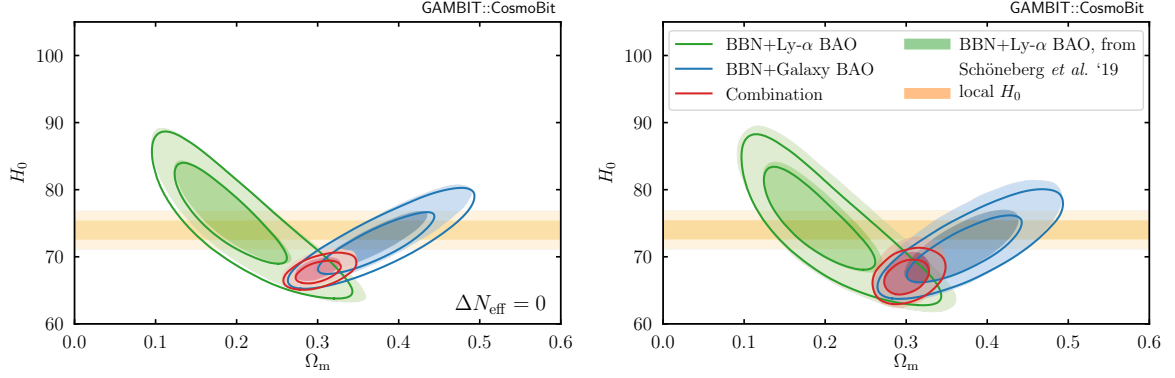 GAMBIT::CosmoBit
100
90
80
70
60
H₀
0.0 0.1 0.2 0.3 0.4 0.5 0.6
Ωₘ
ΔN_eff = 0
GAMBIT::CosmoBit
BBN+Ly-α BAO
BBN+Galaxy BAO
Combination
BBN+Ly-α BAO, from
Schöneberg et al. ‘19
local H₀
100
90
80
70
60
H₀
0.0 0.1 0.2 0.3 0.4 0.5 0.6
Ωₘ